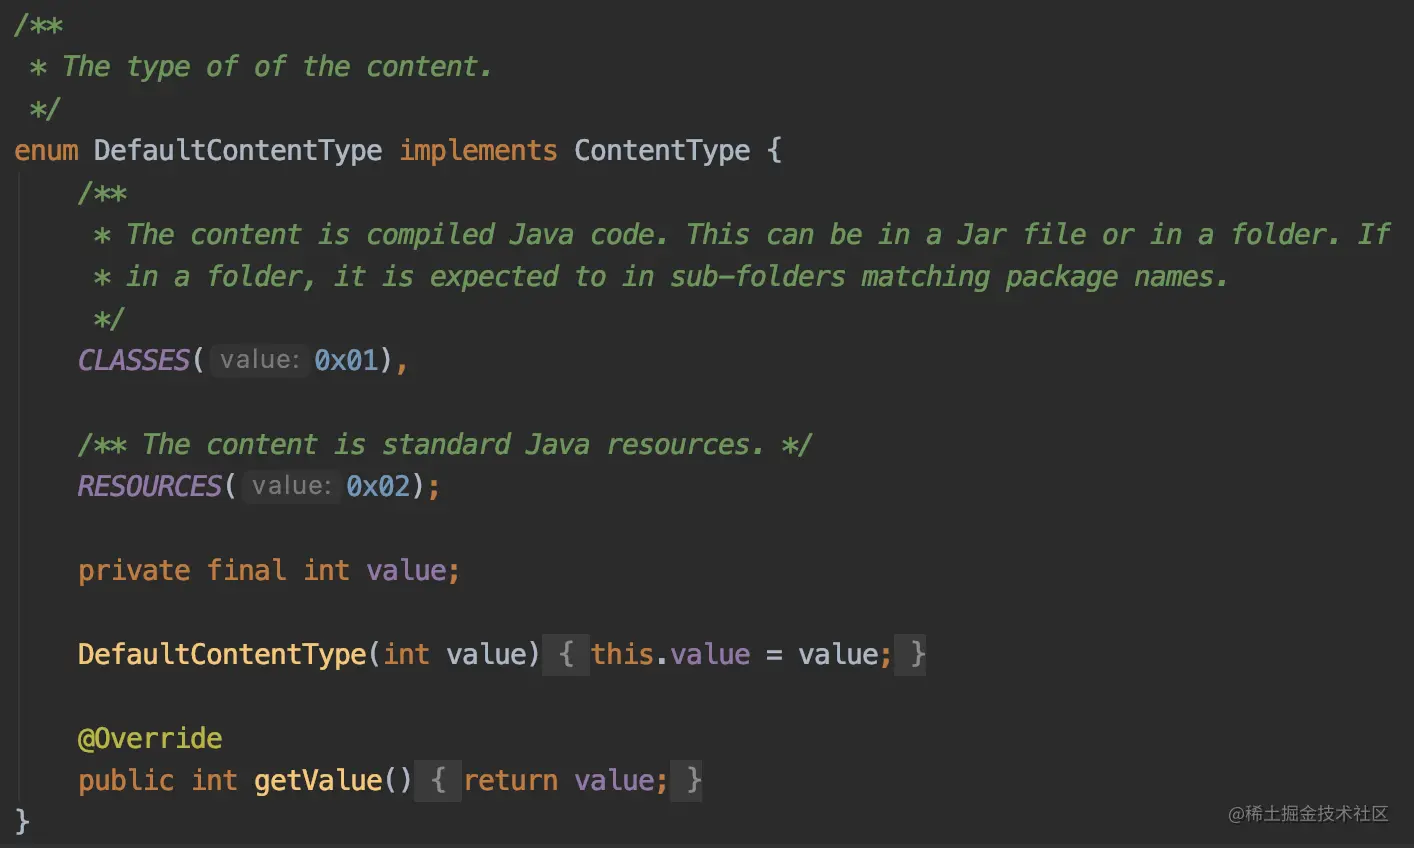 /**
 * The type of of the content.
 */
enum DefaultContentType implements ContentType {
    /**
     * The content is compiled Java code. This can be in a Jar file or in a folder. If
     * in a folder, it is expected to in sub-folders matching package names.
     */
    CLASSES( value: 0x01),
    /** The content is standard Java resources. */
    RESOURCES( value: 0x02);
    private final int value;
    DefaultContentType(int value) { this.value = value; }
    @Override
    public int getValue() { return value; }
}
@稀土掘金技术社区